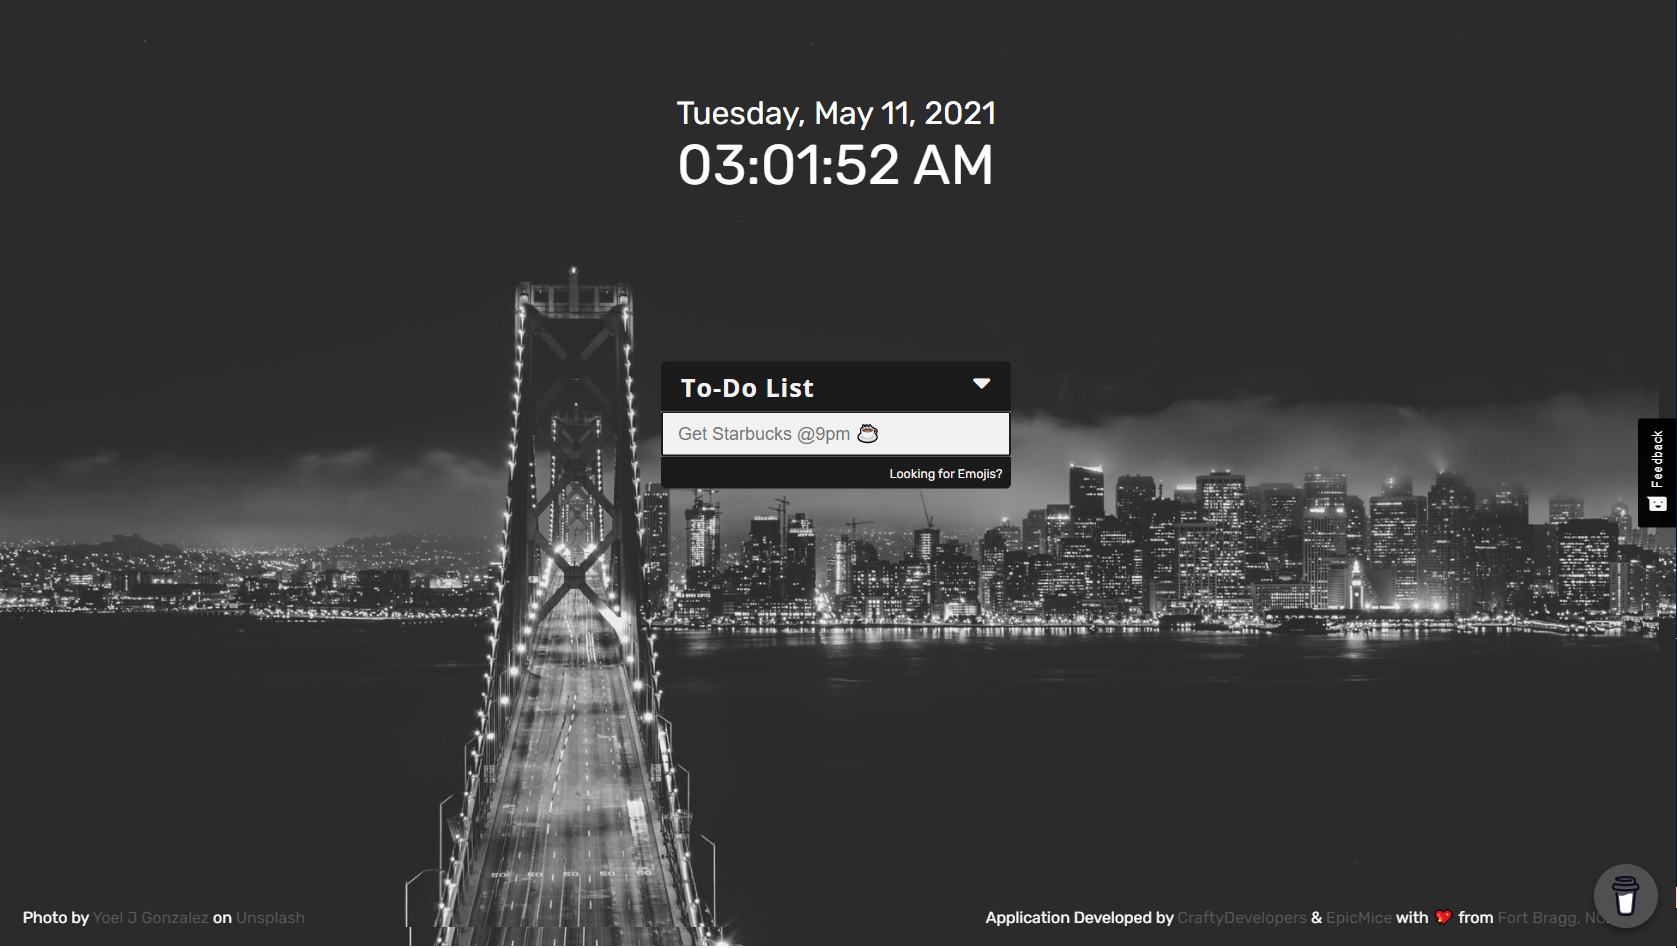 Tuesday, May 11, 2021
03:01:52 AM
To-Do List
Get Starbucks @9pm ☕
Looking for Emojis?
Feedback
Photo by Yoel J Gonzalez on Unsplash
Application Developed by CraftyDevelopers & EpicMice with 💖 from Fort Bragg,